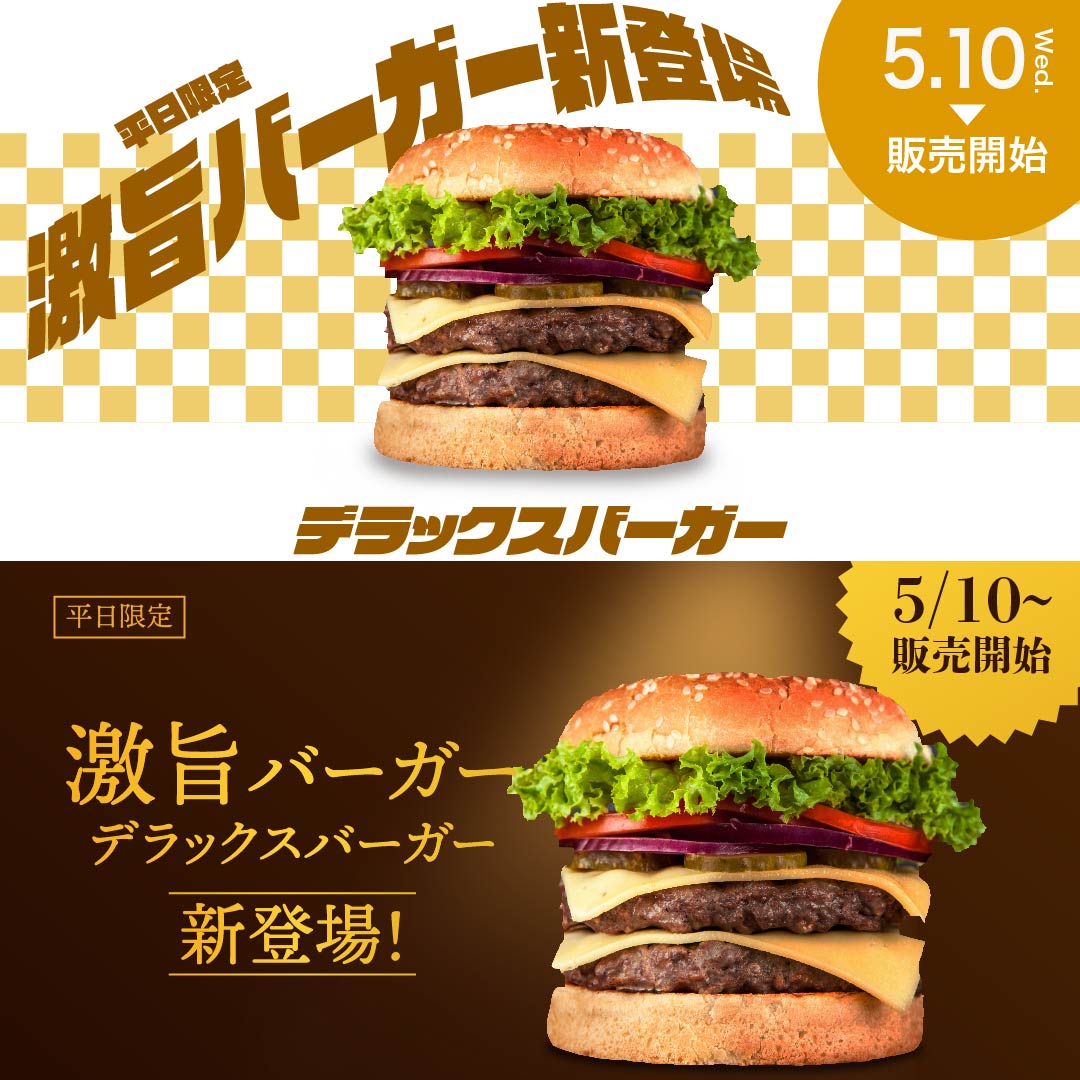 平日限定
激旨バーガー新登場
5.10 Wed.
販売開始
デラックスバーガー
平日限定
5/10~
販売開始
激旨バーガー
デラックスバーガー
新登場!